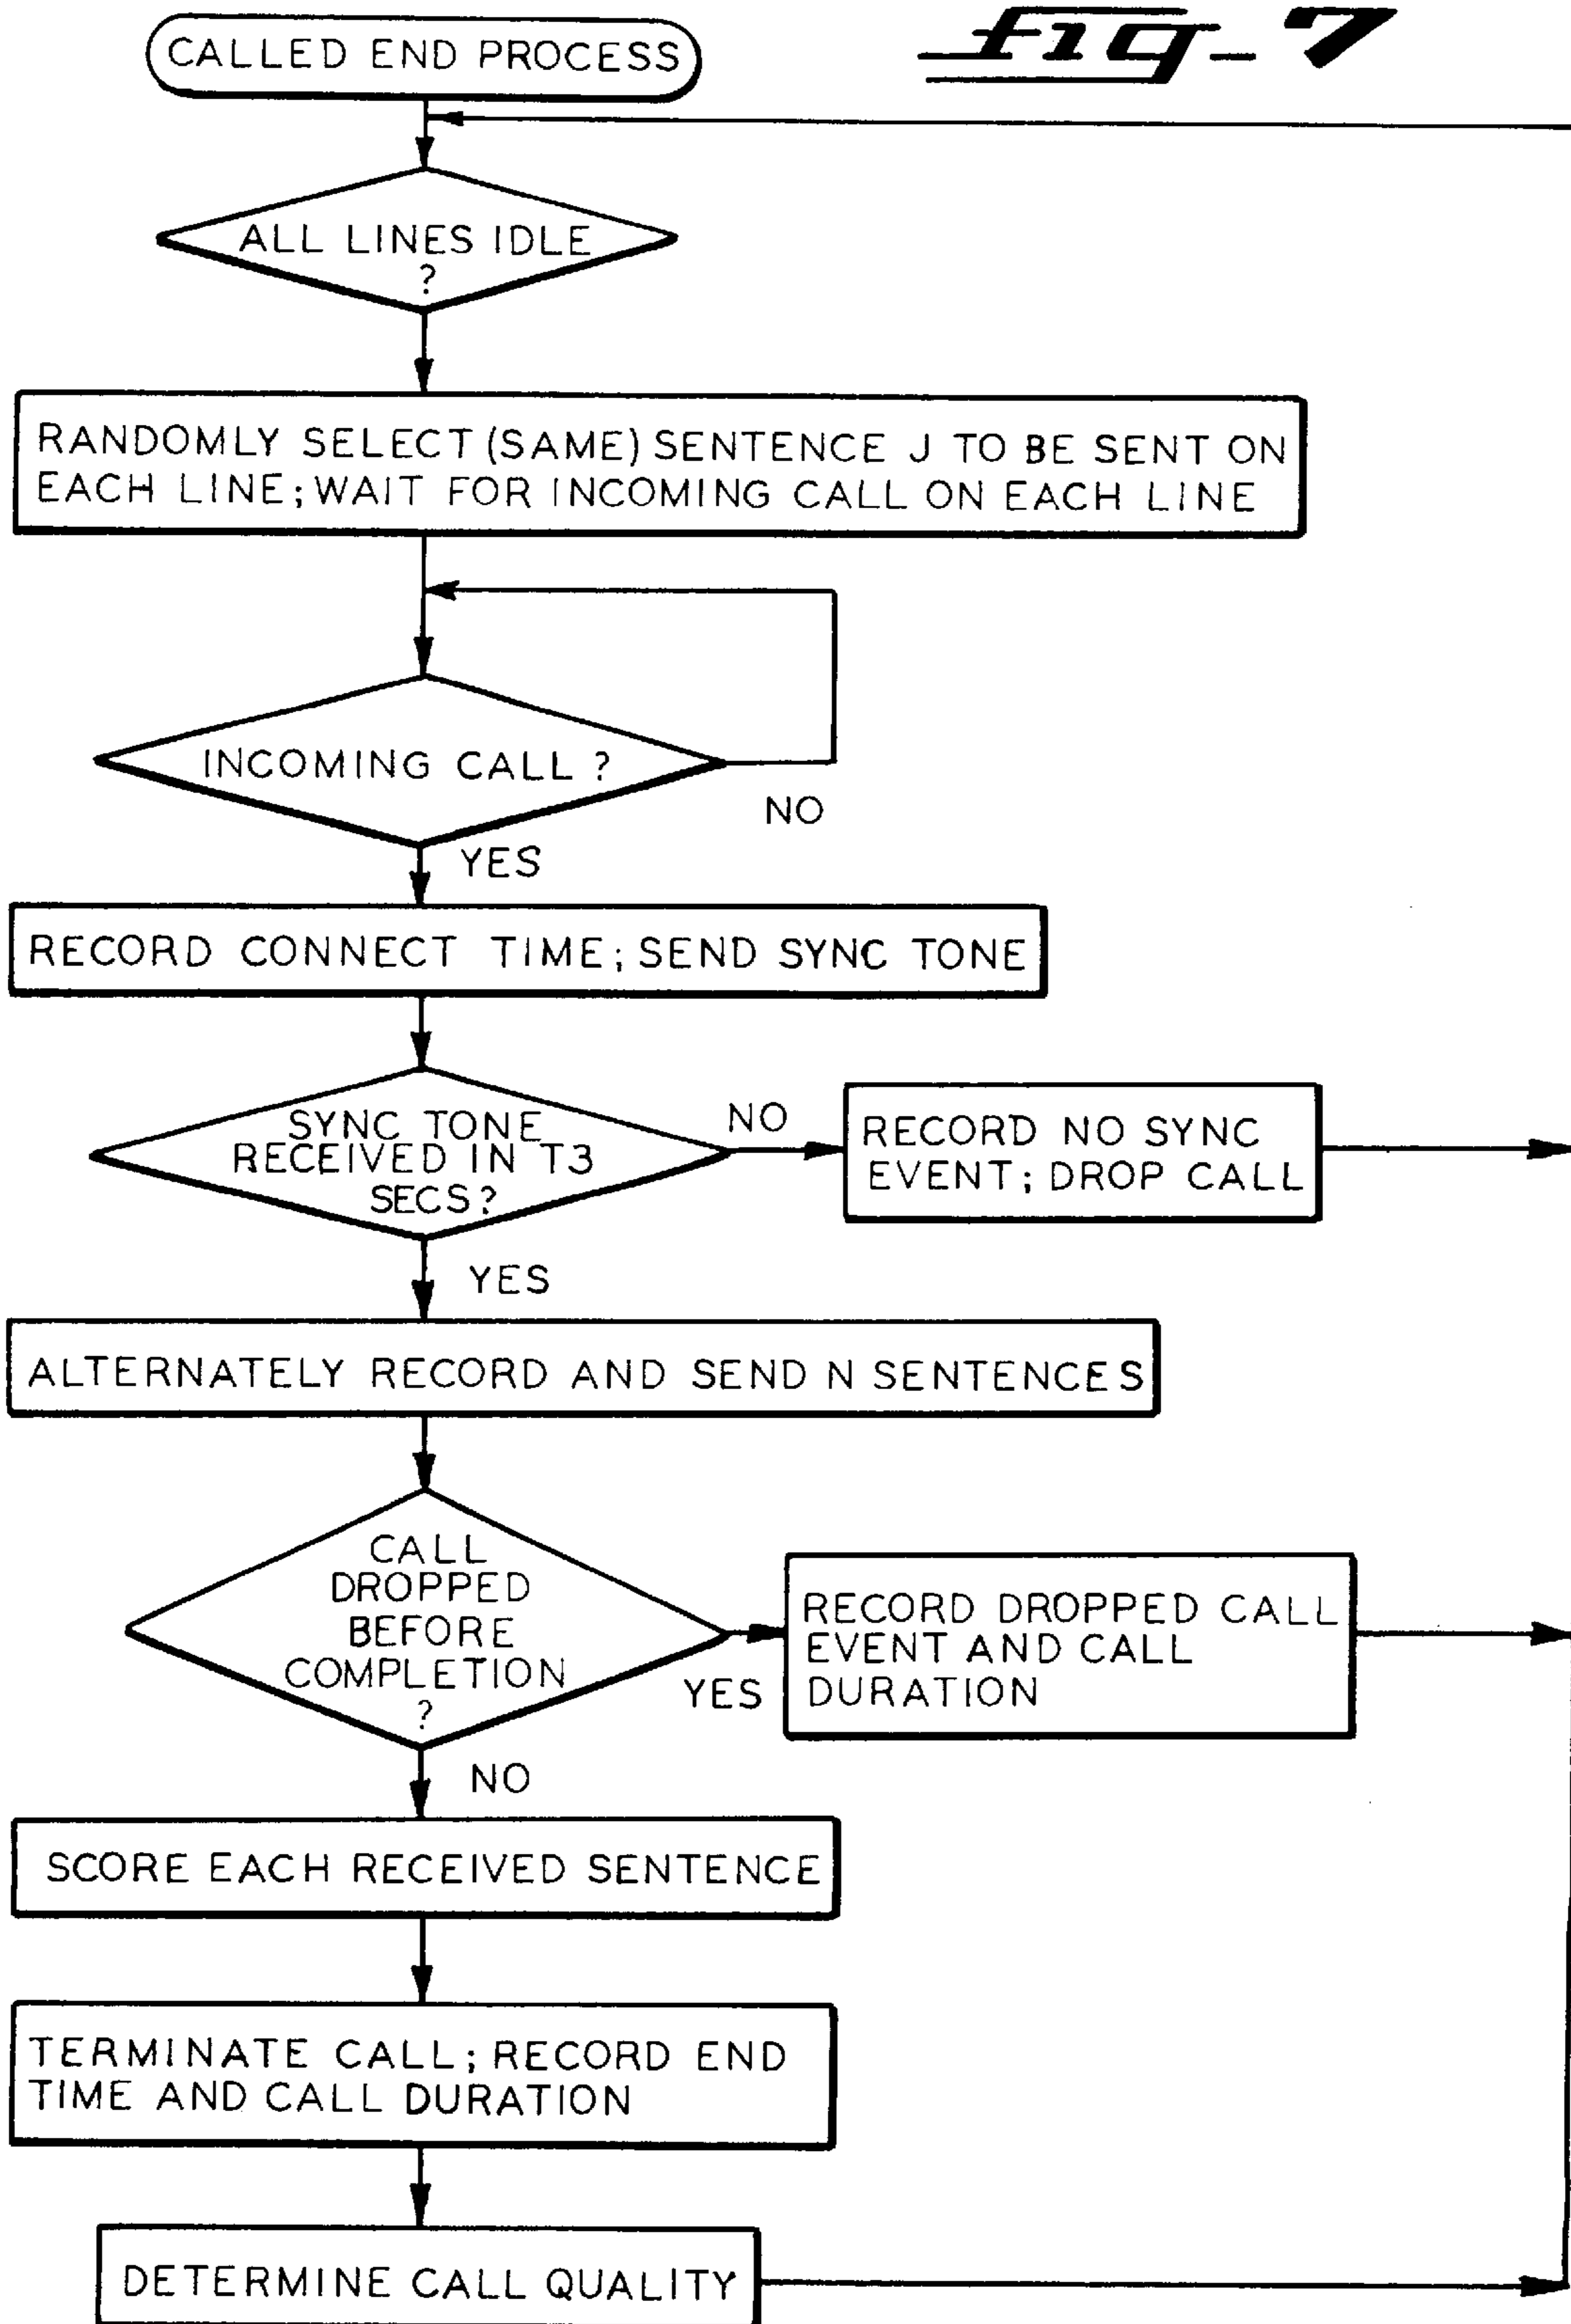 CALLED END PROCESS
fig-7
ALL LINES IDLE
?
RANDOMLY SELECT (SAME) SENTENCE J TO BE SENT ON
EACH LINE; WAIT FOR INCOMING CALL ON EACH LINE
INCOMING CALL ?
NO
YES
RECORD CONNECT TIME; SEND SYNC TONE
SYNC TONE
RECEIVED IN T3
SECS?
NO
RECORD NO SYNC
EVENT; DROP CALL
YES
ALTERNATELY RECORD AND SEND N SENTENCES
CALL
DROPPED
BEFORE
COMPLETION
?
YES
RECORD DROPPED CALL
EVENT AND CALL
DURATION
NO
SCORE EACH RECEIVED SENTENCE
TERMINATE CALL; RECORD END
TIME AND CALL DURATION
DETERMINE CALL QUALITY